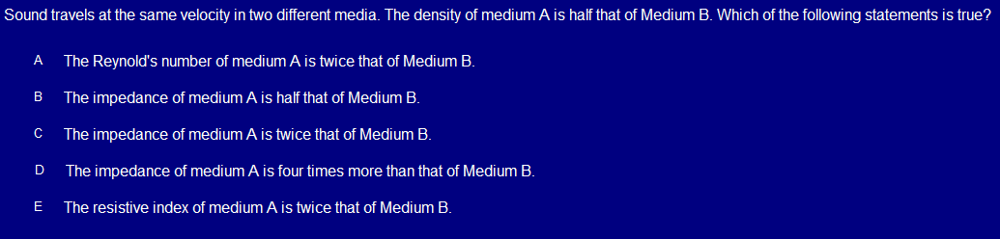 Sound travels at the same velocity in two different media. The density of medium A is half that of Medium B. Which of the following statements is true?
A The Reynold's number of medium A is twice that of Medium B.
B The impedance of medium A is half that of Medium B.
C The impedance of medium A is twice that of Medium B.
D The impedance of medium A is four times more than that of Medium B.
E The resistive index of medium A is twice that of Medium B.